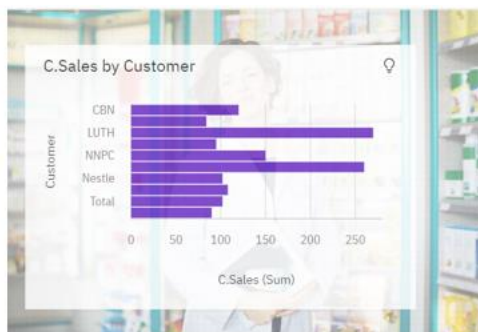 C.Sales by Customer
Customer
CBN
LUTH
NNPC
Nestle
Total
0 50 100 150 200 250
C.Sales (Sum)